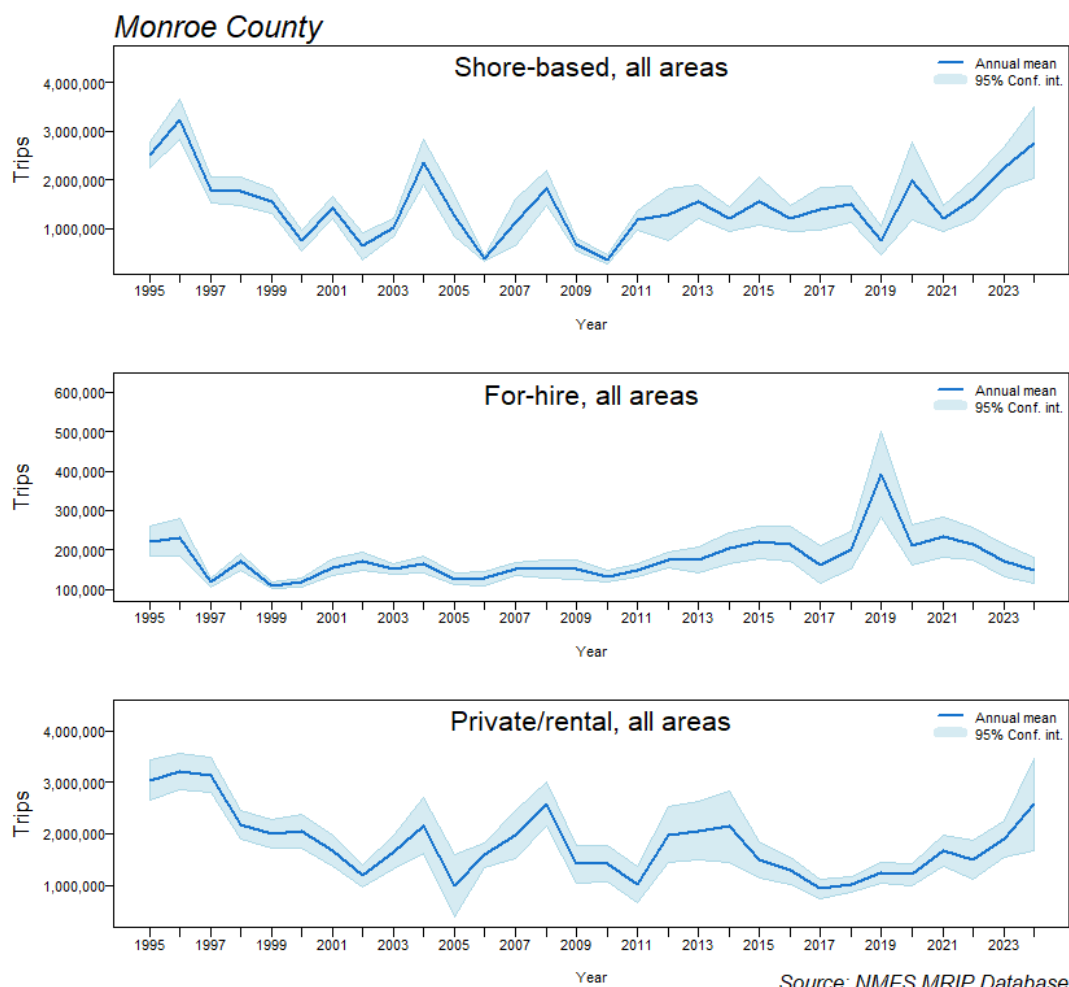 Monroe County
Shore-based, all areas
Annual mean
95% Conf. int.
4,000,000
3,000,000
2,000,000
1,000,000
Trips
1995 1997 1999 2001 2003 2005 2007 2009 2011 2013 2015 2017 2019 2021 2023
Year
For-hire, all areas
Annual mean
95% Conf. int.
600,000
500,000
400,000
300,000
200,000
100,000
Trips
1995 1997 1999 2001 2003 2005 2007 2009 2011 2013 2015 2017 2019 2021 2023
Year
Private/rental, all areas
Annual mean
95% Conf. int.
4,000,000
3,000,000
2,000,000
1,000,000
Trips
1995 1997 1999 2001 2003 2005 2007 2009 2011 2013 2015 2017 2019 2021 2023
Year
Source: NMFS MRIP Database